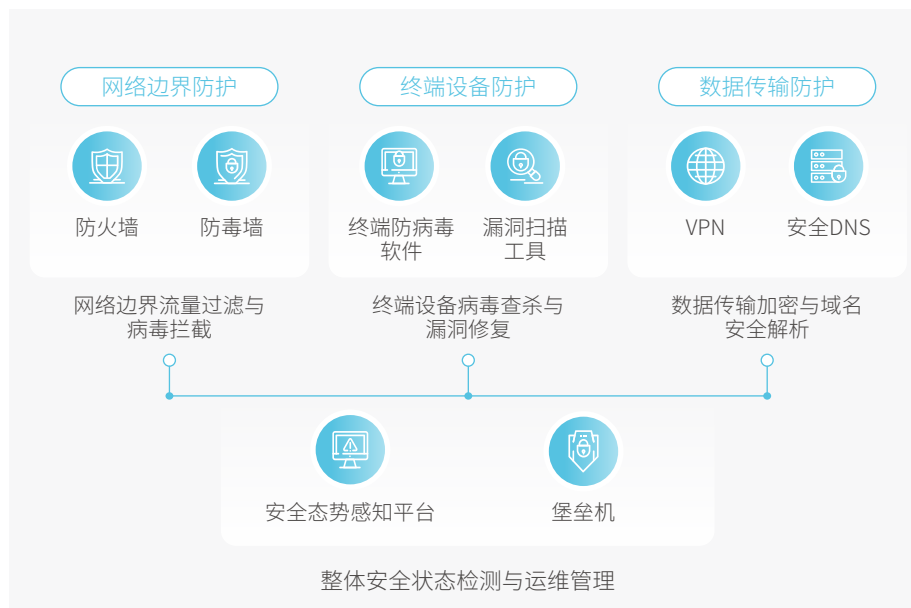 网络边界防护
终端设备防护
数据传输防护
防火墙
防毒墙
终端防病毒
软件
漏洞扫描
工具
VPN
安全DNS
网络边界流量过滤与
病毒拦截
终端设备病毒查杀与
漏洞修复
数据传输加密与域名
安全解析
安全态势感知平台
堡垒机
整体安全状态检测与运维管理